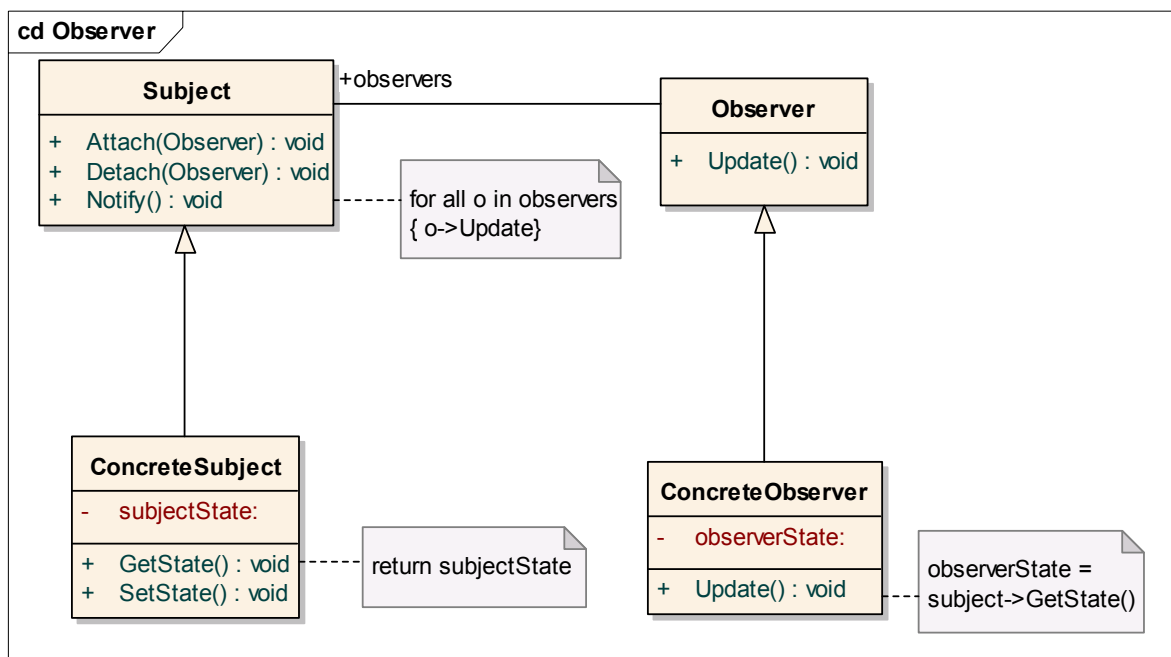 cd Observer
Subject
+ Attach(Observer) : void
+ Detach(Observer) : void
+ Notify() : void
+observers
Observer
+ Update() : void
for all o in observers
{ o->Update}
ConcreteSubject
- subjectState:
+ GetState() : void
+ SetState() : void
return subjectState
ConcreteObserver
- observerState:
+ Update() : void
observerState =
subject->GetState()